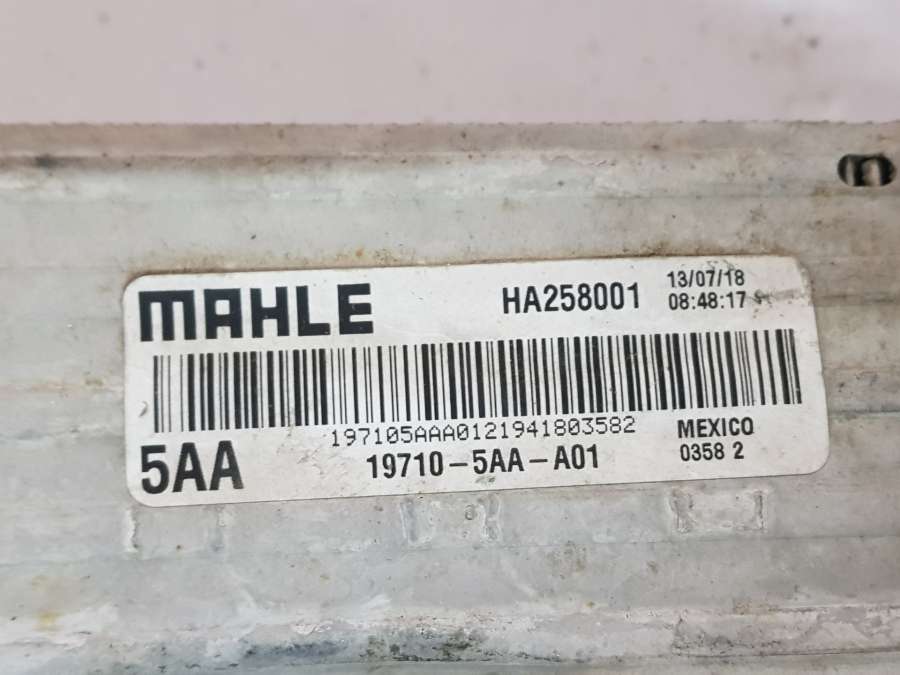 MAHLE HA258001 13/07/18
08:48:17
197105AAA0121941803582
5AA 19710-5AA-A01 MEXICO
0358 2